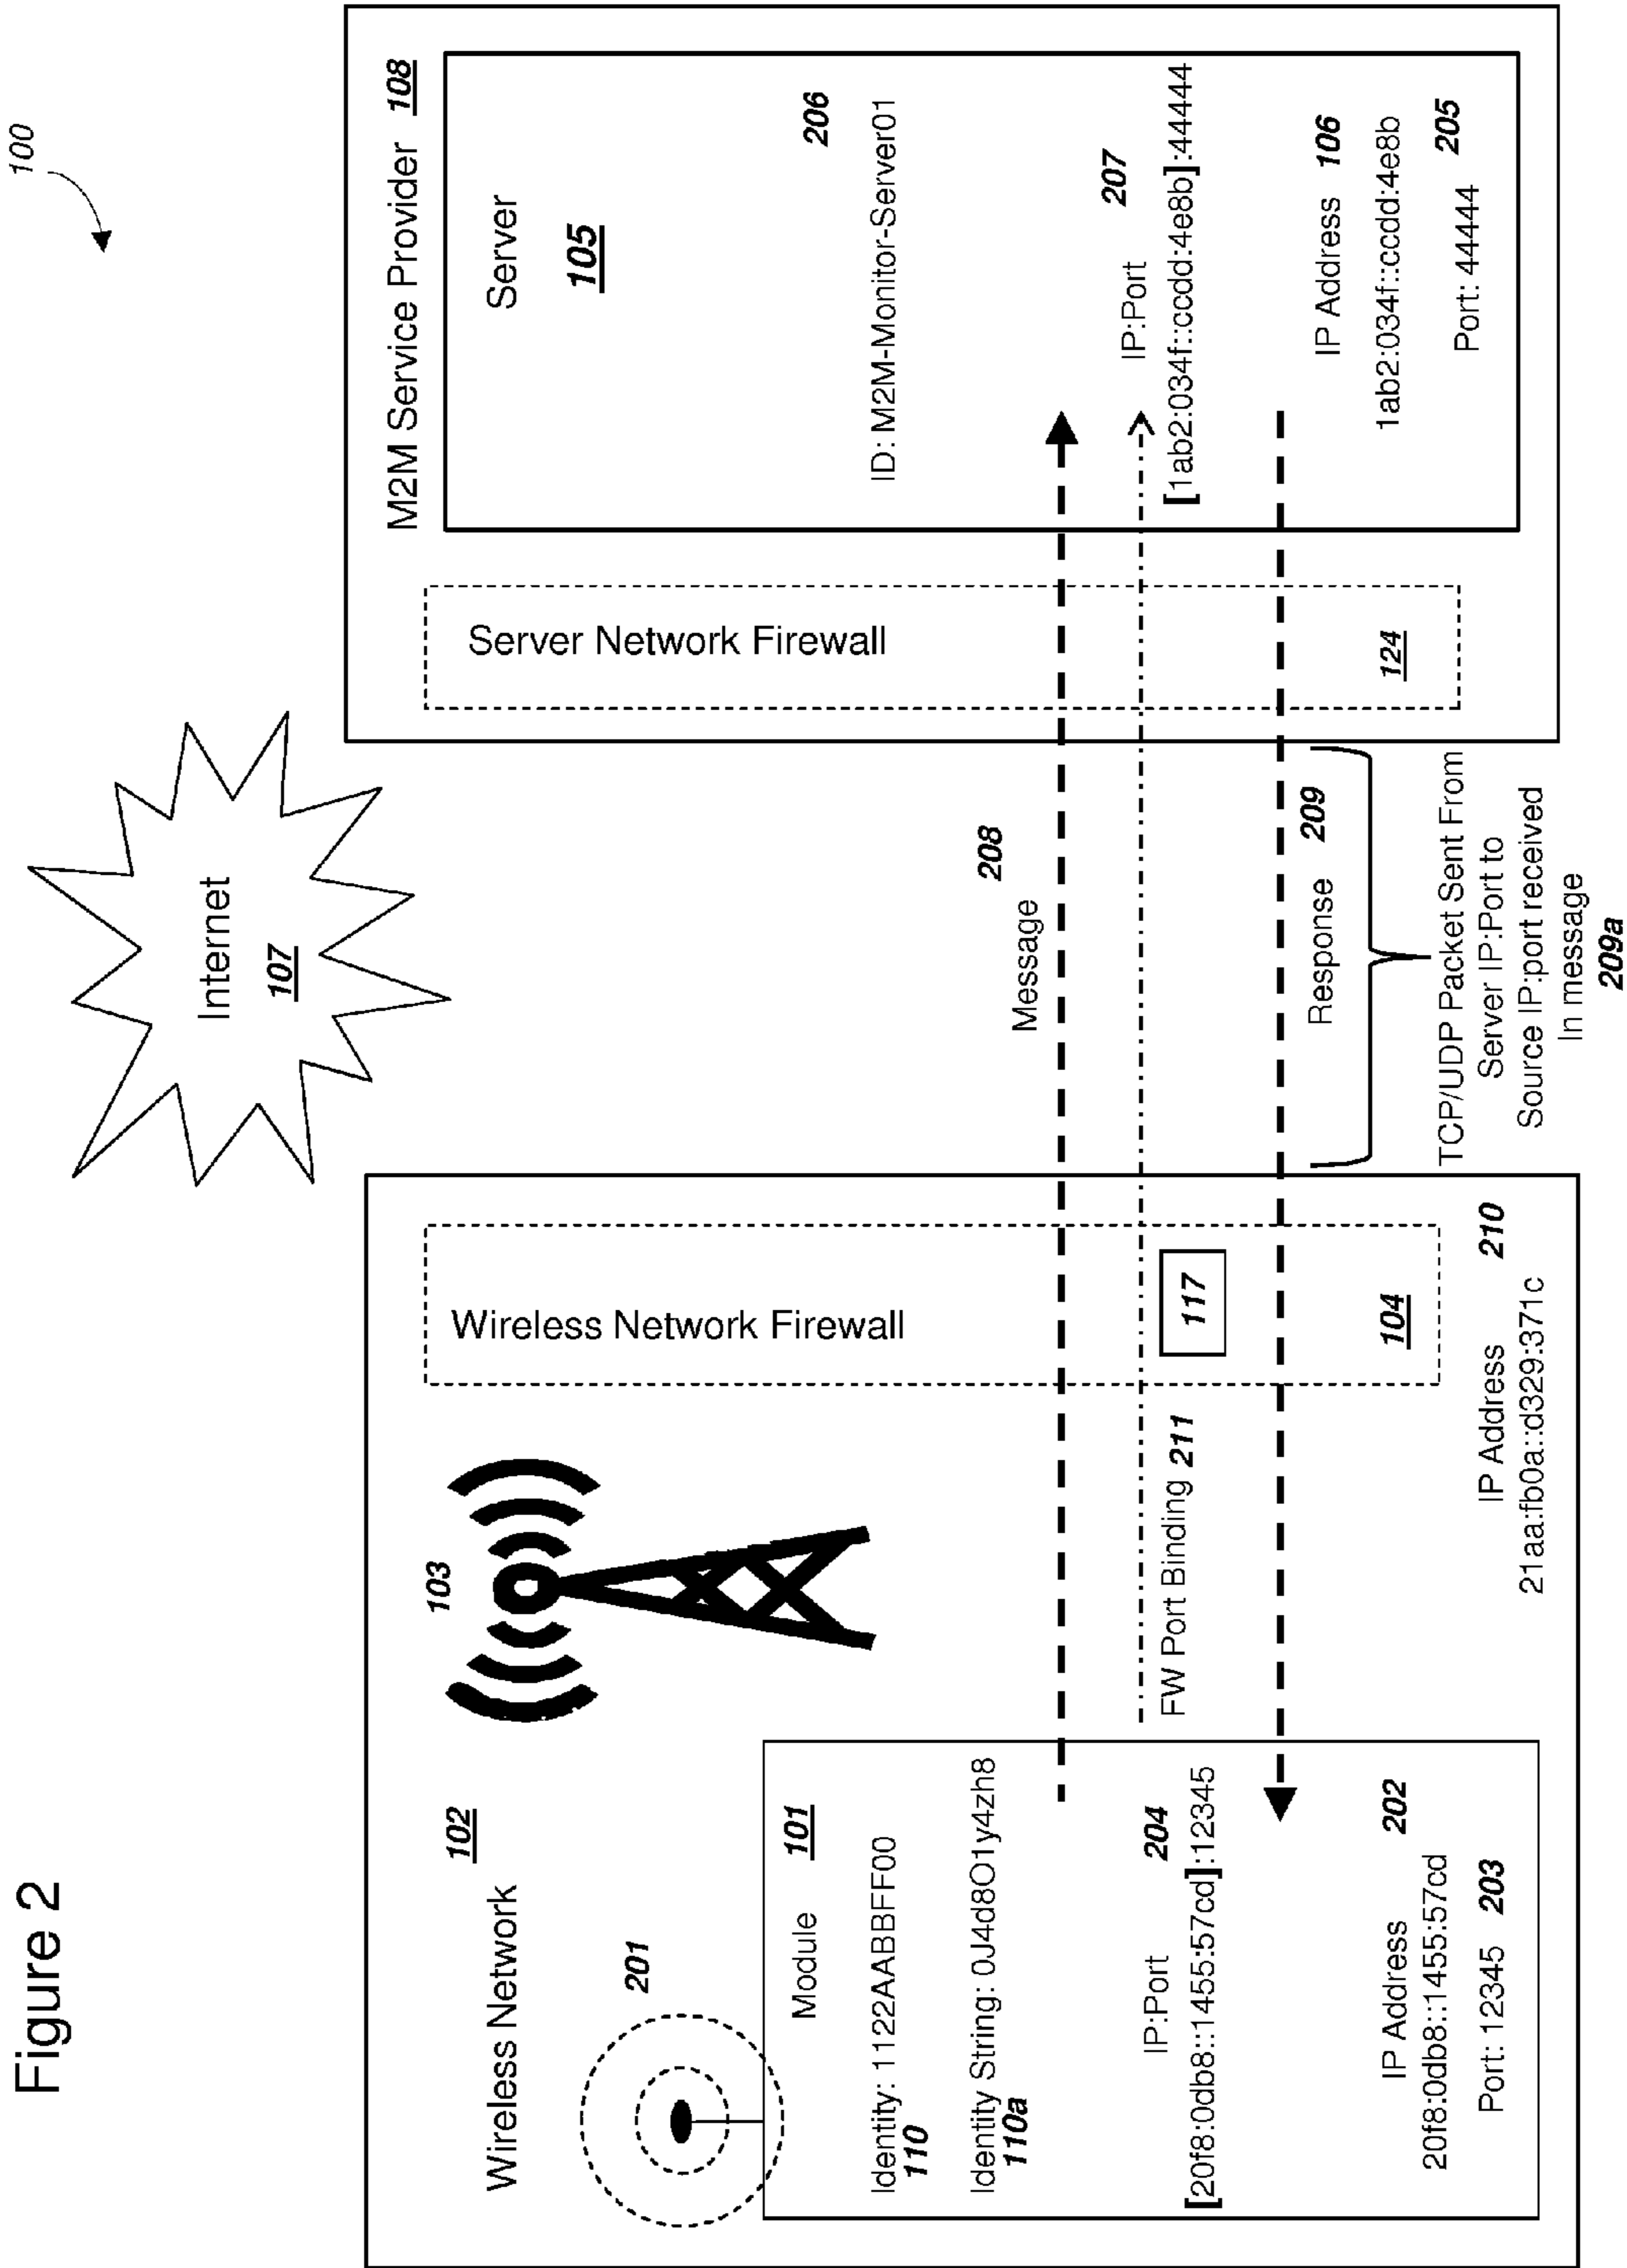 Figure 2
100
Internet
107
Wireless Network 102
103
201
Module 101
Identity: 1122AABBFF00
110
Identity String: 0J4d8O1y4zh8
110a
IP:Port 204
[20f8:0db8::1455:57cd]:12345
IP Address 202
20f8:0db8::1455:57cd
Port: 12345 203
Wireless Network Firewall
FW Port Binding 211
117
104
IP Address 210
21aa:fb0a::d329:371c
Message 208
Response 209
TCP/UDP Packet Sent From
Server IP:Port to
Source IP:port received
In message
209a
M2M Service Provider 108
Server Network Firewall
124
Server
105
206
ID: M2M-Monitor-Server01
IP:Port 207
[1ab2:034f::ccdd:4e8b]:44444
IP Address 106
1ab2:034f::ccdd:4e8b
Port: 44444 205